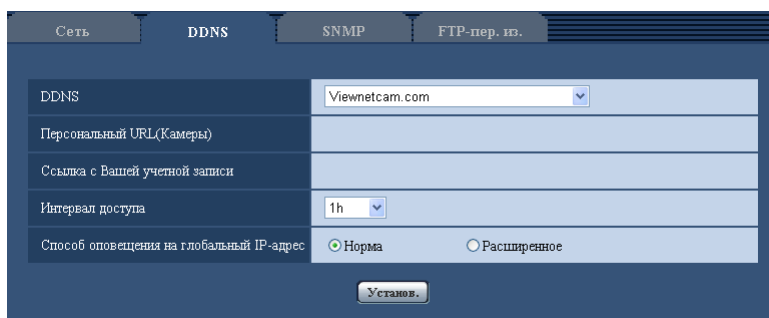 Сеть DDNS SNMP FTP-пер. из.
DDNS Viewnetcam.com
Персональный URL(Камеры)
Ссылка с Вашей учетной записи
Интервал доступа 1h
Способ оповещения на глобальный IP-адрес Норма Расширенное
Установ.